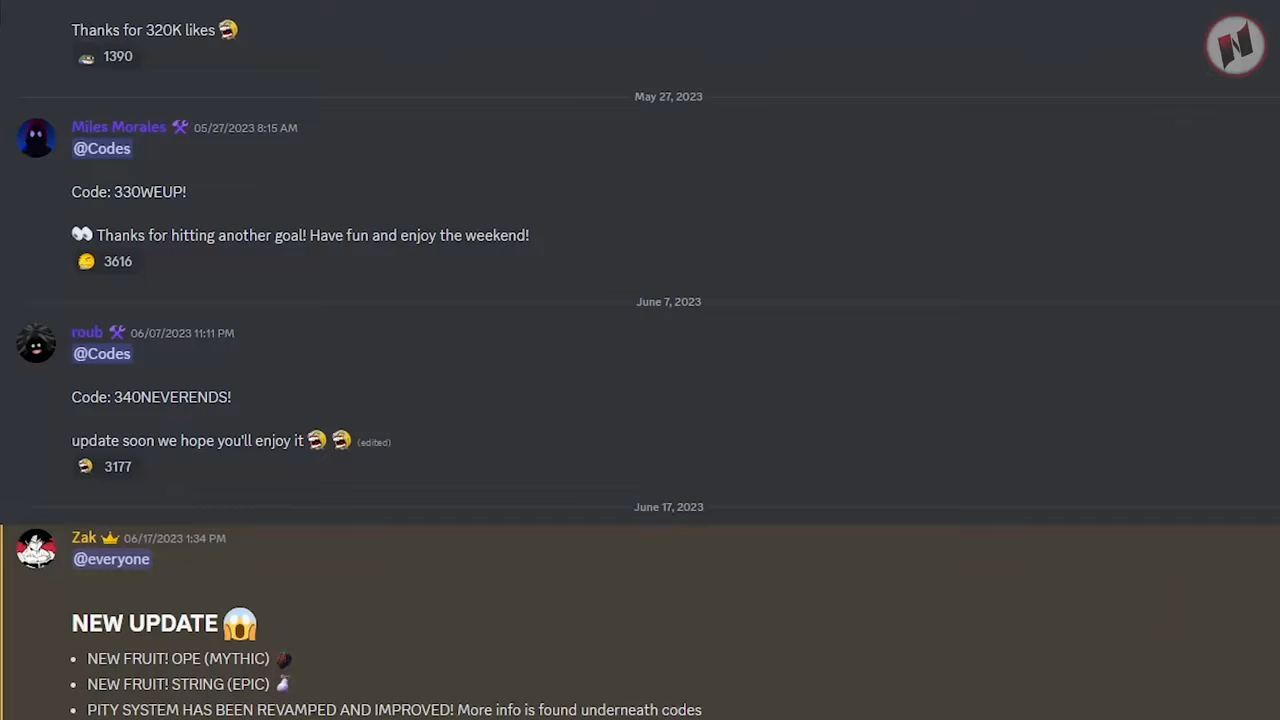 Thanks for 320K likes
1390
May 27, 2023
Miles Morales 05/27/2023 8:15 AM
@Codes
Code: 330WEUP!
👀 Thanks for hitting another goal! Have fun and enjoy the weekend!
3616
June 7, 2023
roub 06/07/2023 11:11 PM
@Codes
Code: 340NEVERENDS!
update soon we hope you'll enjoy it (edited)
3177
June 17, 2023
Zak 06/17/2023 1:34 PM
@everyone
NEW UPDATE 😱
• NEW FRUIT! OPE (MYTHIC)
• NEW FRUIT! STRING (EPIC)
• PITY SYSTEM HAS BEEN REVAMPED AND IMPROVED! More info is found underneath codes